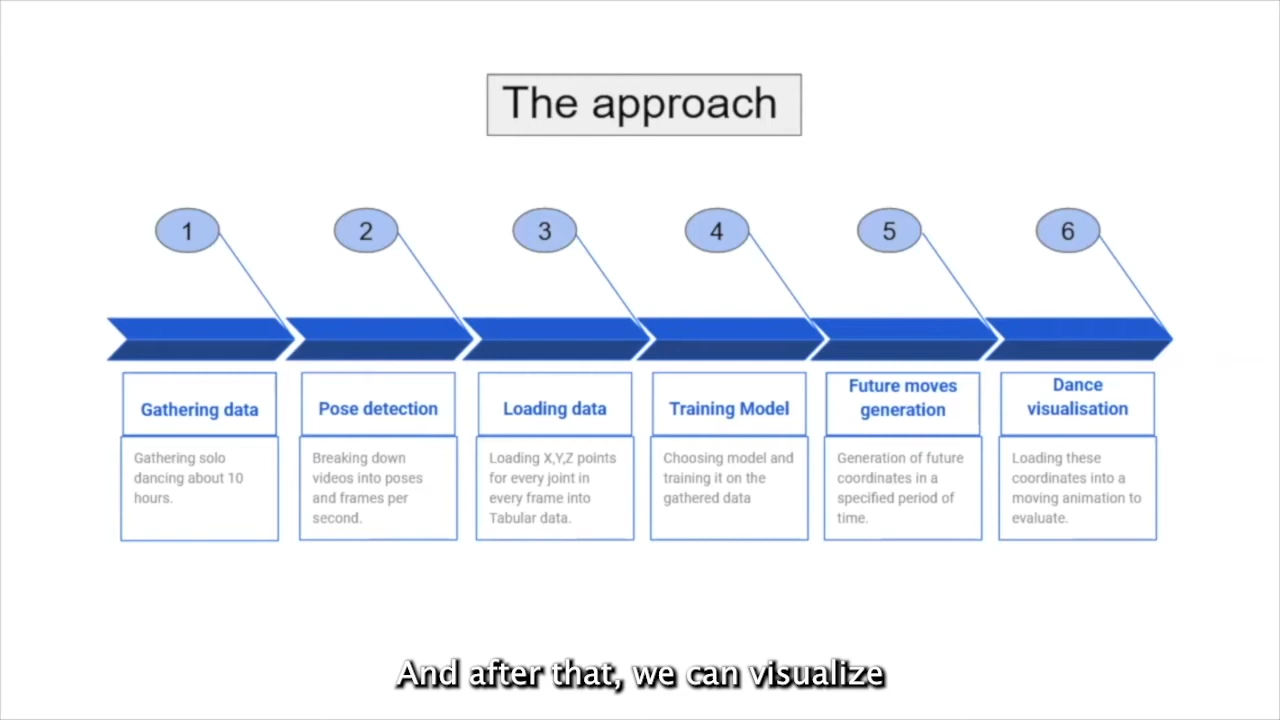 The approach
1
2
3
4
5
6
Gathering data
Gathering solo
dancing about 10
hours.
Pose detection
Breaking down
videos into poses
and frames per
second.
Loading data
Loading X,Y,Z points
for every joint in
every frame into
Tabular data.
Training Model
Choosing model and
training it on the
gathered data
Future moves
generation
Generation of future
coordinates in a
specified period of
time.
Dance
visualisation
Loading these
coordinates into a
moving animation to
evaluate.
And after that, we can visualize